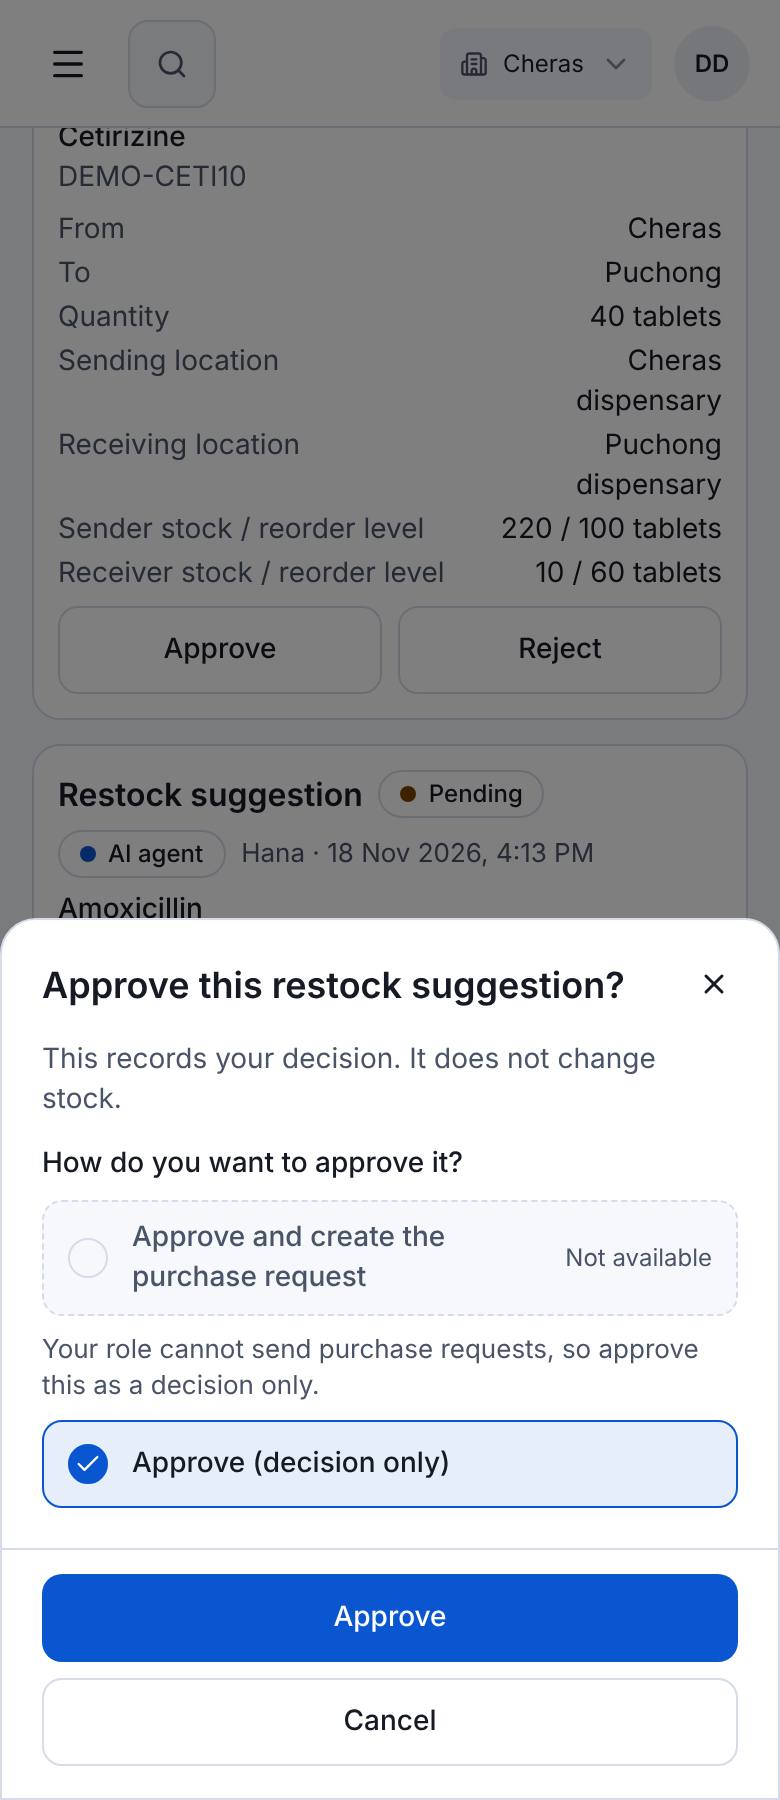 Cheras
DD
Cetirizine
DEMO-CETI10
From Cheras
To Puchong
Quantity 40 tablets
Sending location Cheras
dispensary
Receiving location Puchong
dispensary
Sender stock / reorder level 220 / 100 tablets
Receiver stock / reorder level 10 / 60 tablets
Approve Reject
Restock suggestion Pending
AI agent Hana · 18 Nov 2026, 4:13 PM
Amoxicillin
Approve this restock suggestion?
This records your decision. It does not change
stock.
How do you want to approve it?
Approve and create the
purchase request
Not available
Your role cannot send purchase requests, so approve
this as a decision only.
Approve (decision only)
Approve
Cancel